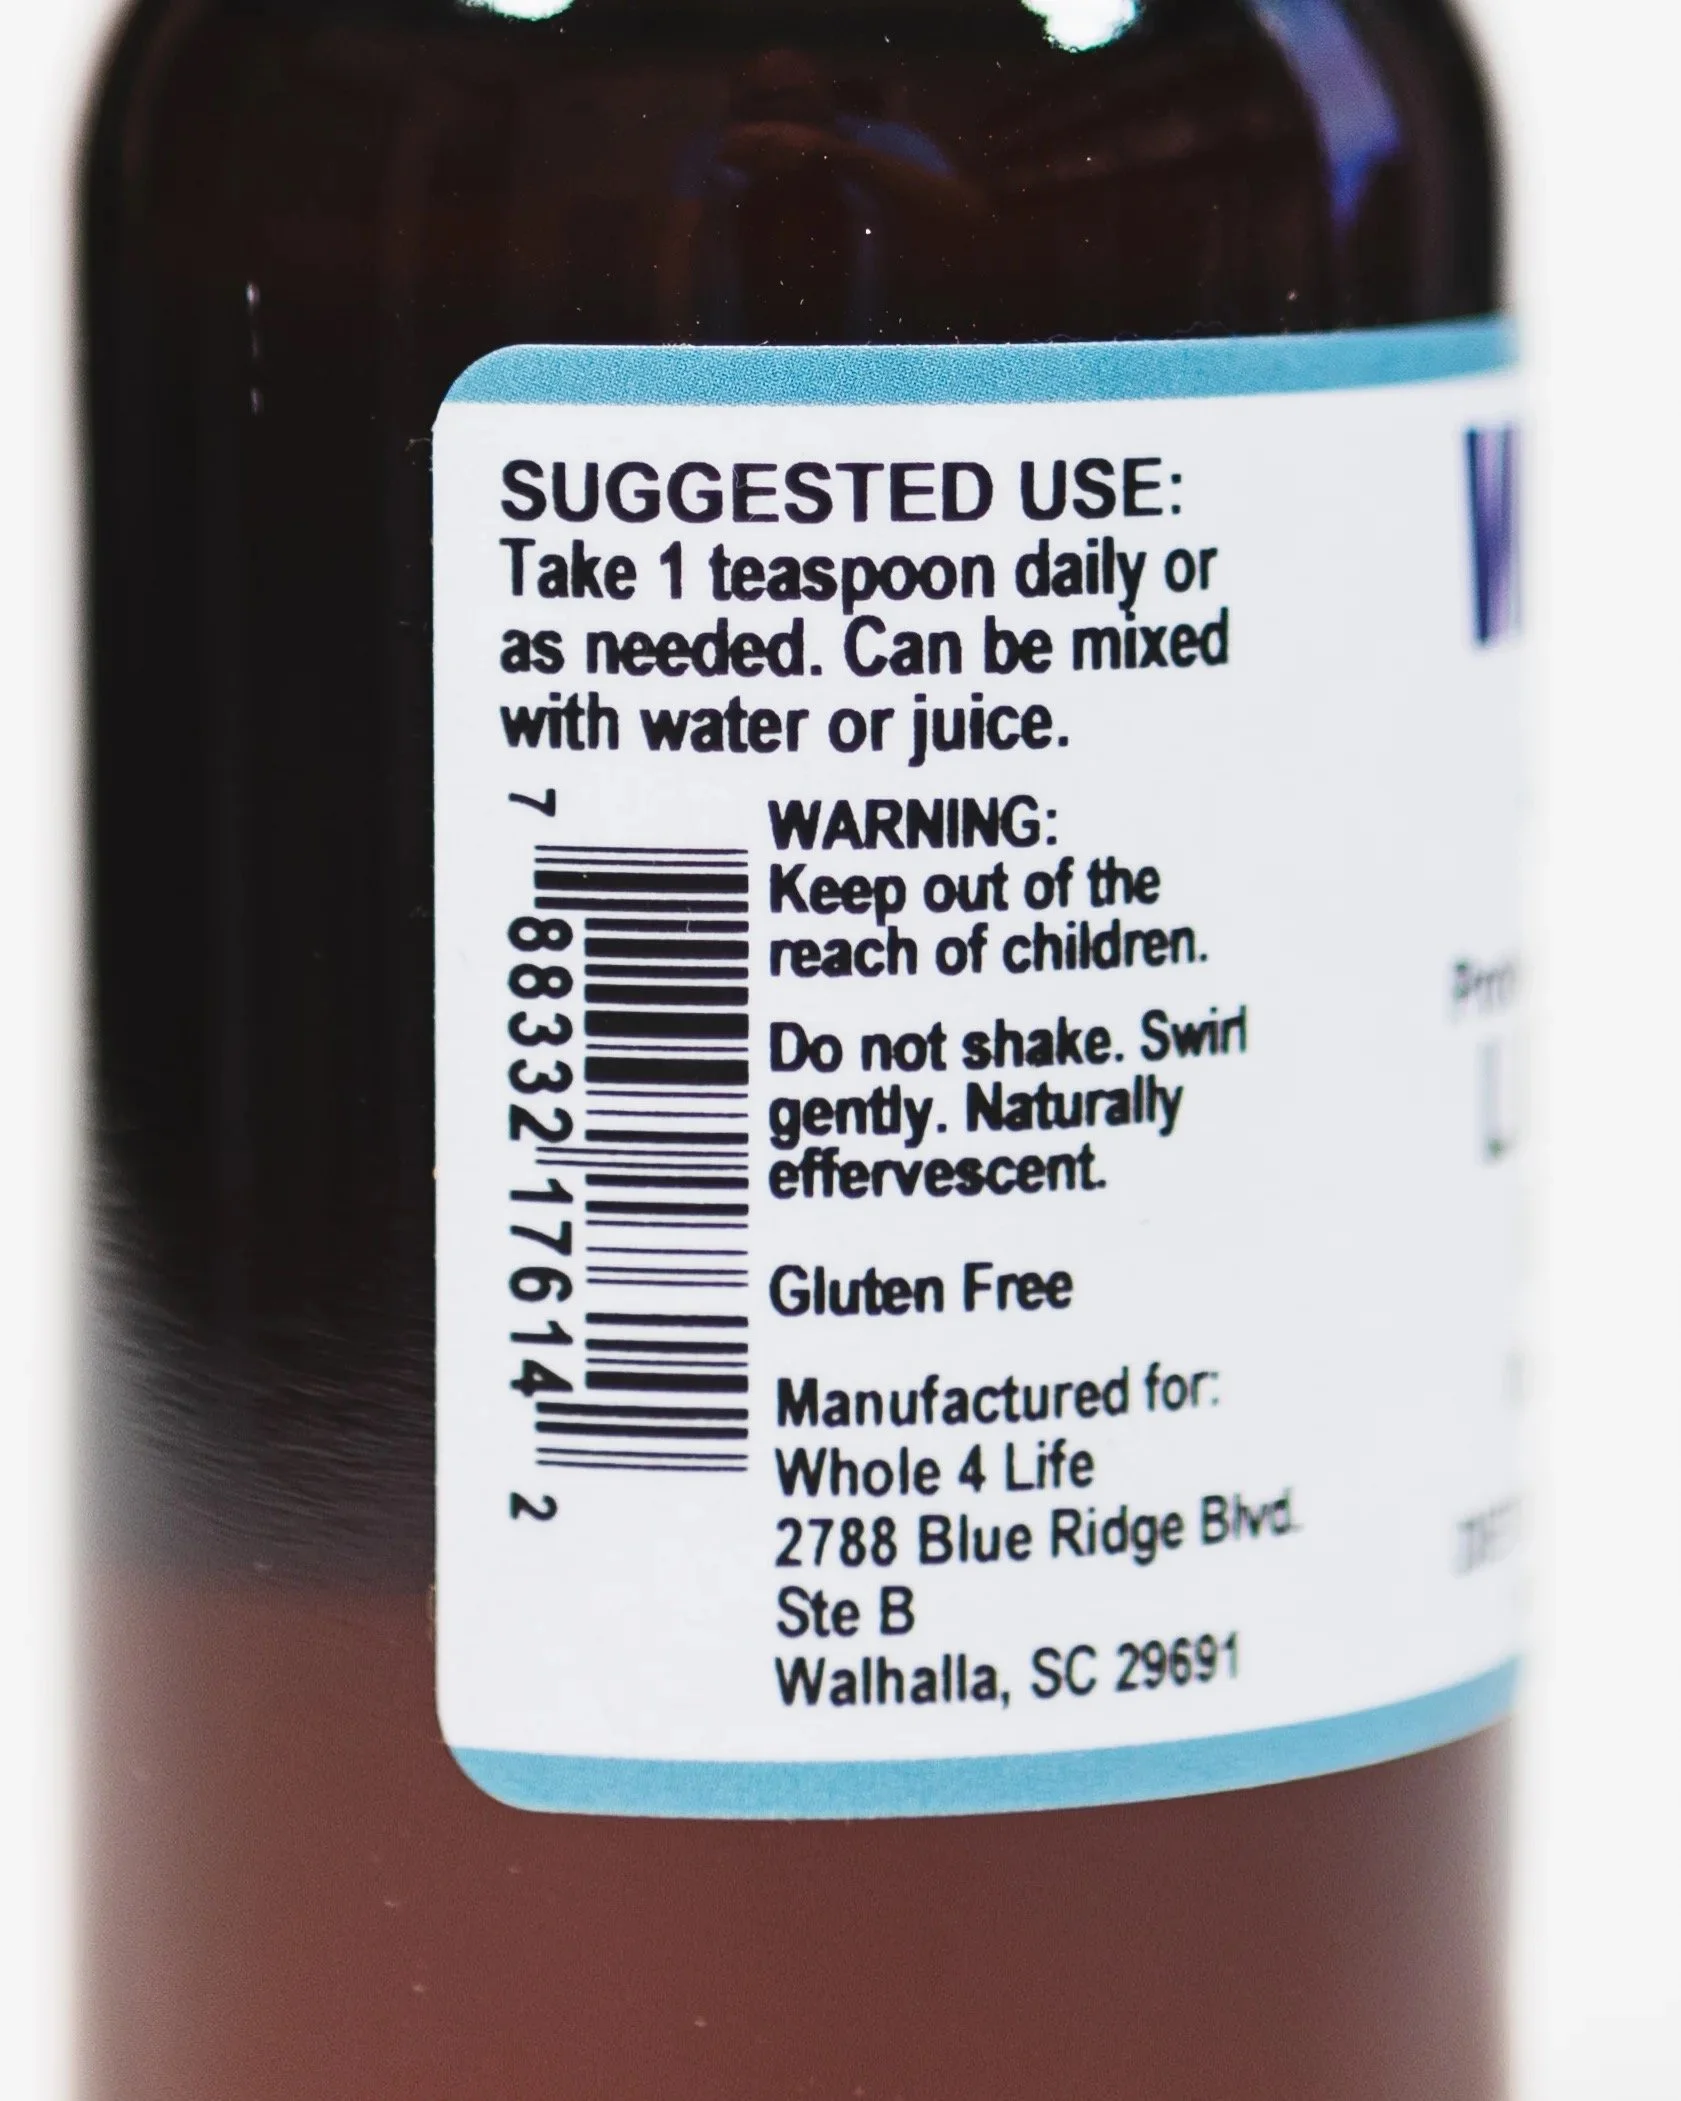 SUGGESTED USE:
Take 1 teaspoon daily or
as needed. Can be mixed
with water or juice.
7 88332 17614 2
WARNING:
Keep out of the
reach of children.
Do not shake. Swirl
gently. Naturally
effervescent.
Gluten Free
Manufactured for:
Whole 4 Life
2788 Blue Ridge Blvd.
Ste B
Walhalla, SC 29691